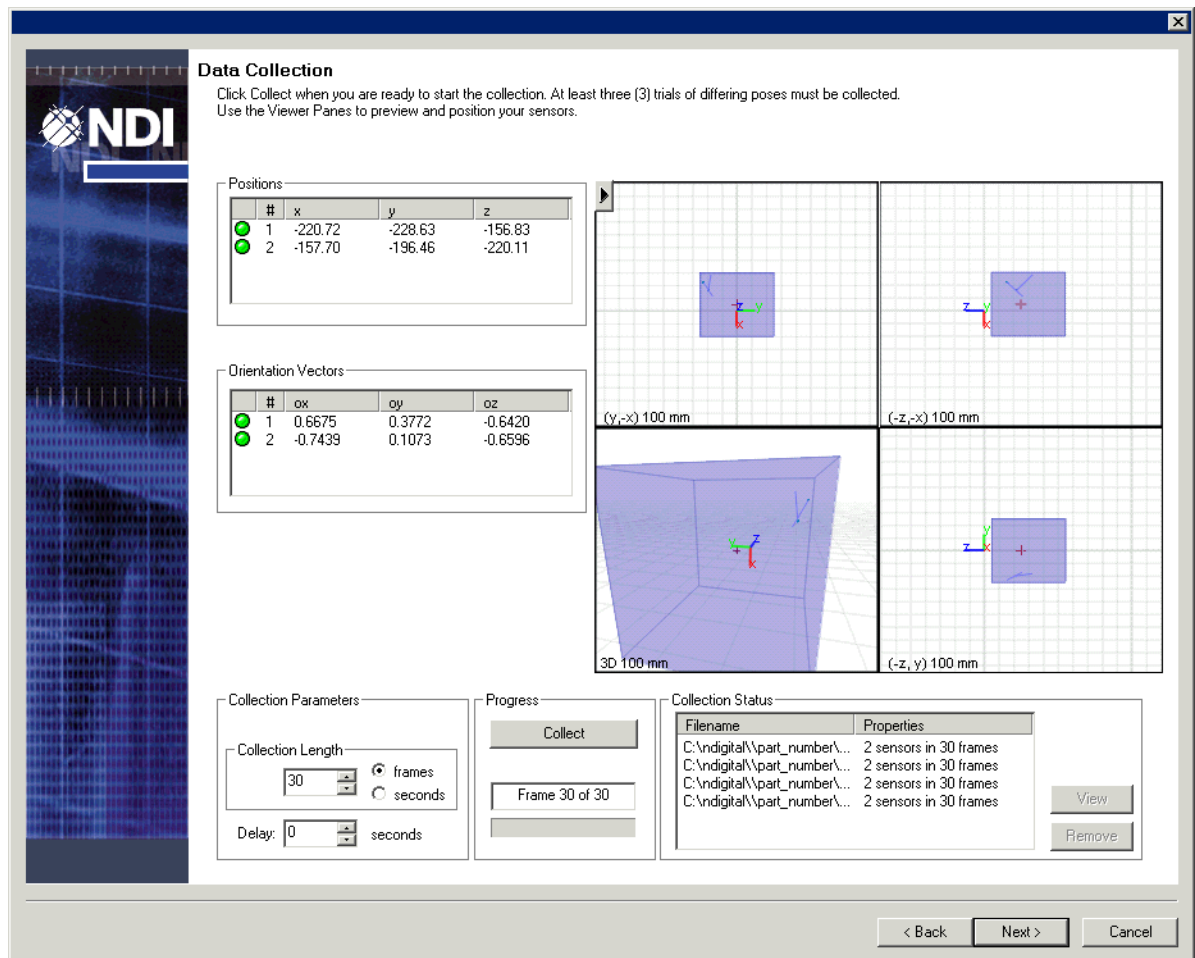 Data Collection
Click Collect when you are ready to start the collection. At least three (3) trials of differing poses must be collected.
Use the Viewer Panes to preview and position your sensors.
NDI
Positions
# x y z
1 -220.72 -228.63 -156.83
2 -157.70 -196.46 -220.11
Orientation Vectors
# ox oy oz
1 0.6675 0.3772 -0.6420
2 -0.7439 0.1073 -0.6596
z y
x
(y,-x) 100 mm
z y
x
(-z,-x) 100 mm
y z
x
3D 100 mm
y
z x
(-z, y) 100 mm
Collection Parameters
Collection Length
30
frames
seconds
Delay: 0 seconds
Progress
Collect
Frame 30 of 30
Collection Status
Filename Properties
C:\ndigital\\part_number\... 2 sensors in 30 frames
C:\ndigital\\part_number\... 2 sensors in 30 frames
C:\ndigital\\part_number\... 2 sensors in 30 frames
C:\ndigital\\part_number\... 2 sensors in 30 frames
View
Remove
< Back Next > Cancel